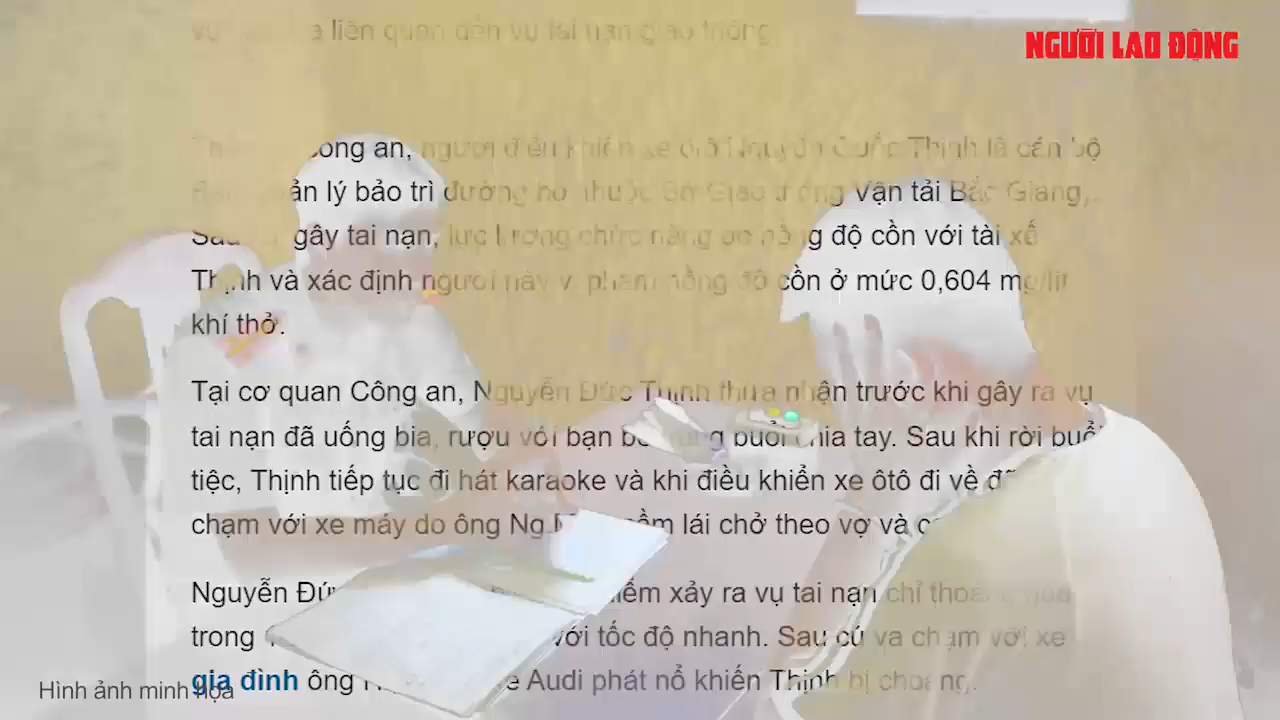 liên quan đến vụ tai nạn giao thông
NGƯỜI LAO ĐỘNG
công an, người điều khiển xe ôtô Nguyễn Quốc Thịnh là cán bộ
quản lý bảo trì đường bộ thuộc Sở Giao thông Vận tải Bắc Giang,.
Sau khi gây tai nạn, lực lượng chức năng đo nồng độ cồn với tài xế
Thịnh và xác định người này vi phạm nồng độ cồn ở mức 0,604 mg/lít
khí thở.
Tại cơ quan Công an, Nguyễn Đức Thịnh thừa nhận trước khi gây ra vụ
tai nạn đã uống bia, rượu với bạn bè trong buổi chia tay. Sau khi rời buổi
tiệc, Thịnh tiếp tục đi hát karaoke và khi điều khiển xe ôtô đi về đã
chạm với xe máy do ông Ng. cầm lái chở theo vợ và
Nguyễn Đức xảy ra vụ tai nạn chỉ thoáng qua
trong với tốc độ nhanh. Sau cú va chạm với xe
gia đình ông Audi phát nổ khiến Thịnh bị choáng.
Hình ảnh minh họa